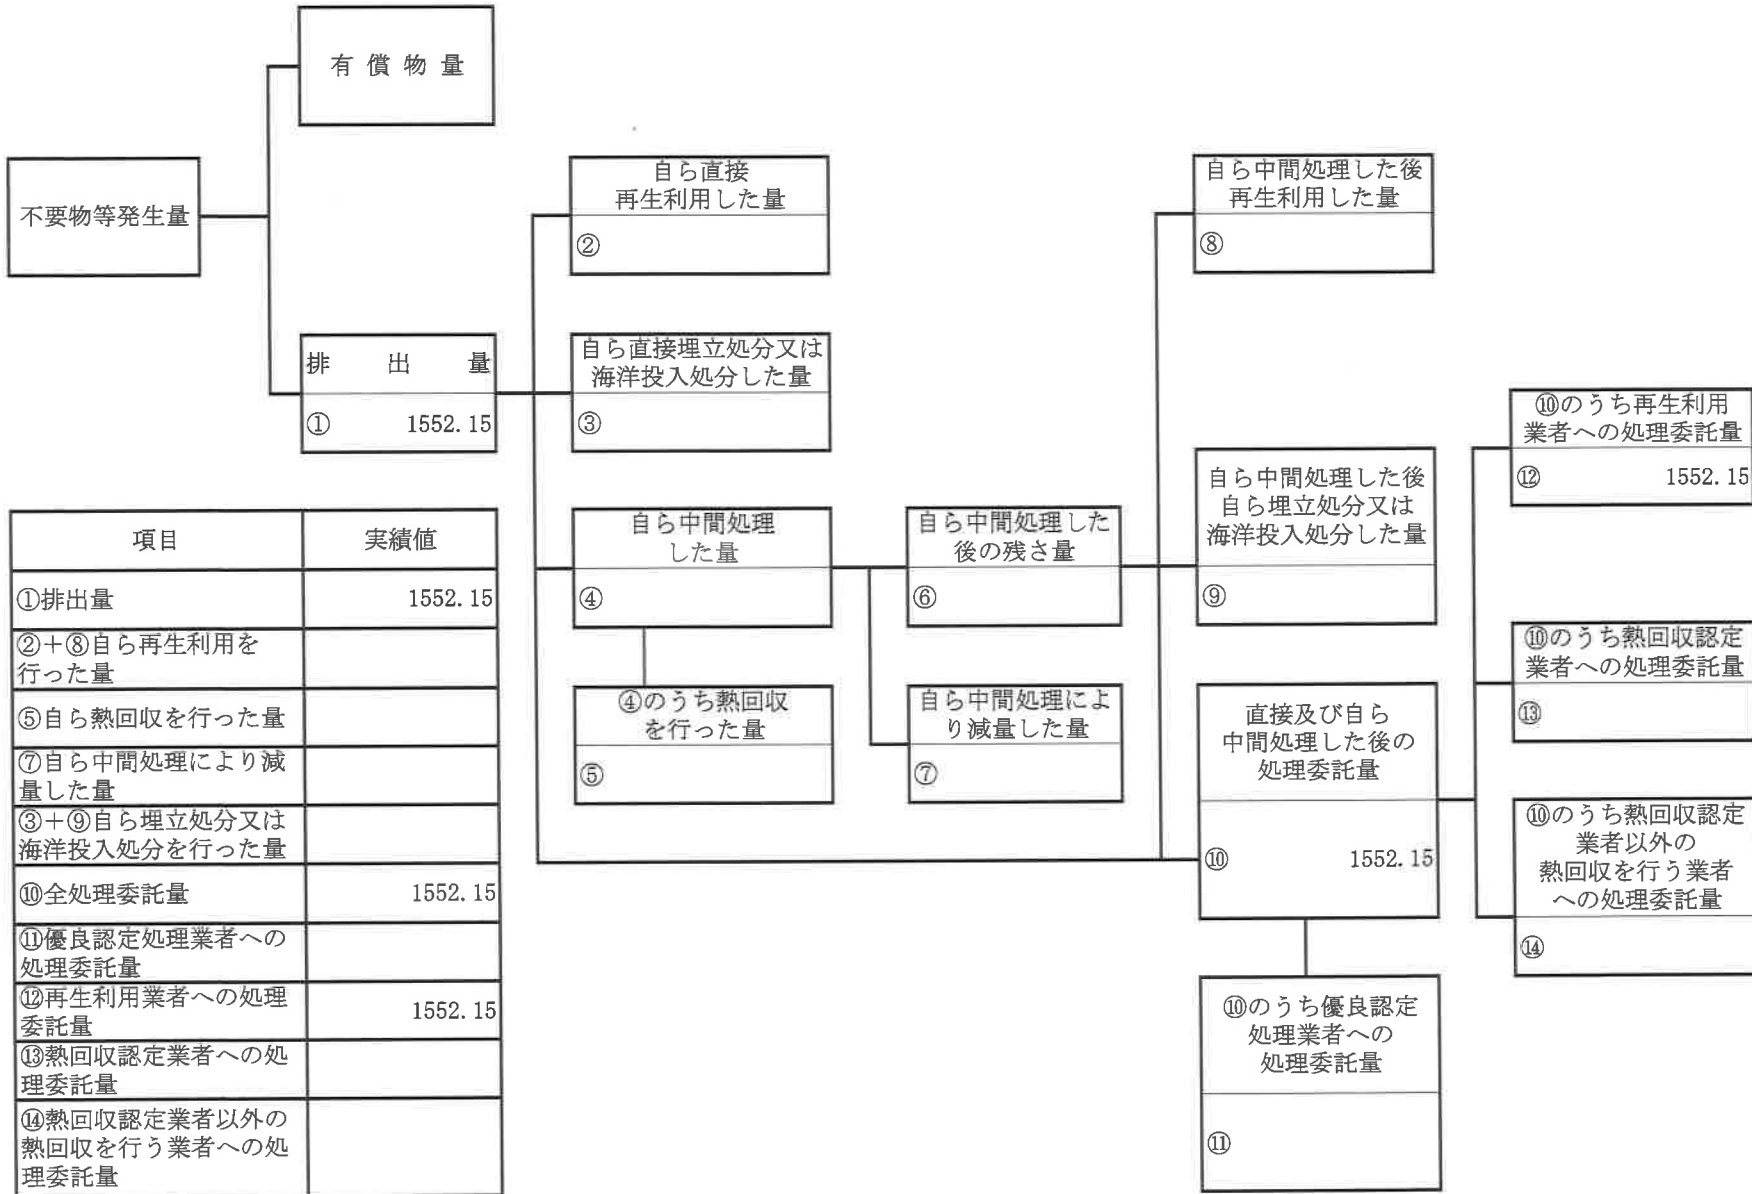 有償物量
不要物等発生量
排出量
① 1552.15
自ら直接
再生利用した量
②
自ら直接埋立処分又は
海洋投入処分した量
③
自ら中間処理
した量
④
④のうち熱回収
を行った量
⑤
自ら中間処理した
後の残さ量
⑥
自ら中間処理によ
り減量した量
⑦
自ら中間処理した後
再生利用した量
⑧
自ら中間処理した後
自ら埋立処分又は
海洋投入処分した量
⑨
直接及び自ら
中間処理した後の
処理委託量
⑩ 1552.15
⑩のうち優良認定
処理業者への
処理委託量
⑪
⑩のうち再生利用
業者への処理委託量
⑫ 1552.15
⑩のうち熱回収認定
業者への処理委託量
⑬
⑩のうち熱回収認定
業者以外の
熱回収を行う業者
への処理委託量
⑭
項目 実績値
①排出量 1552.15
②+⑧自ら再生利用を
行った量
⑤自ら熱回収を行った量
⑦自ら中間処理により減
量した量
③+⑨自ら埋立処分又は
海洋投入処分を行った量
⑩全処理委託量 1552.15
⑪優良認定処理業者への
処理委託量
⑫再生利用業者への処理
委託量 1552.15
⑬熱回収認定業者への処
理委託量
⑭熱回収認定業者以外の
熱回収を行う業者への処
理委託量